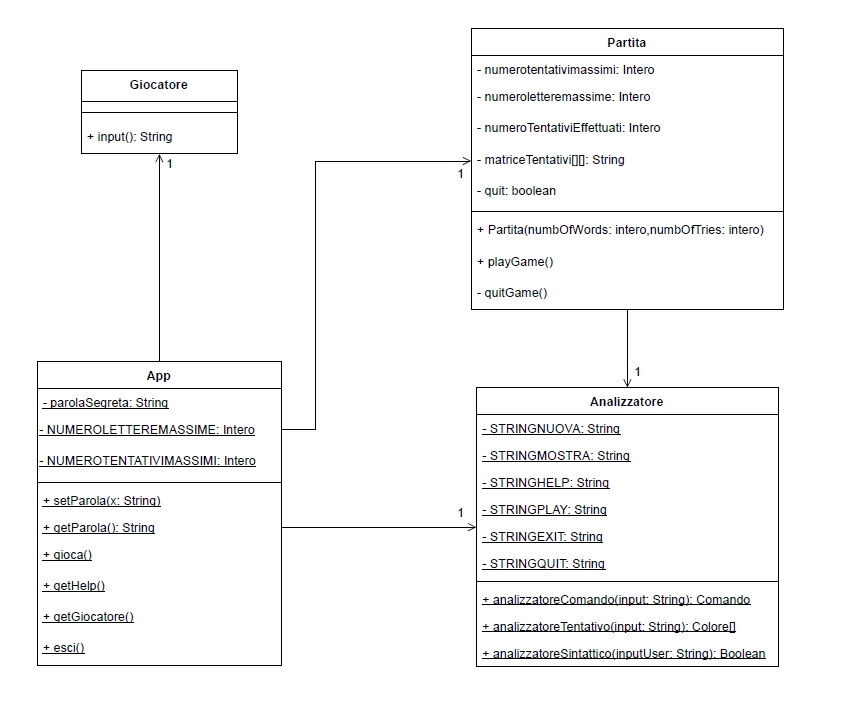 Giocatore
+ input(): String
1
Partita
- numerotentativimassimi: Intero
- numeroletteremassime: Intero
- numeroTentativiEffettuati: Intero
- matriceTentativi[][]: String
- quit: boolean
+ Partita(numbOfWords: intero,numbOfTries: intero)
+ playGame()
- quitGame()
1
1
App
- parolaSegreta: String
- NUMEROLETTEREMASSIME: Intero
- NUMEROTENTATIVIMASSIMI: Intero
+ setParola(x: String)
+ getParola(): String
+ gioca()
+ getHelp()
+ getGiocatore()
+ esci()
1
Analizzatore
- STRINGNUOVA: String
- STRINGMOSTRA: String
- STRINGHELP: String
- STRINGPLAY: String
- STRINGEXIT: String
- STRINGQUIT: String
+ analizzatoreComando(input: String): Comando
+ analizzatoreTentativo(input: String): Colore[]
+ analizzatoreSintattico(inputUser: String): Boolean